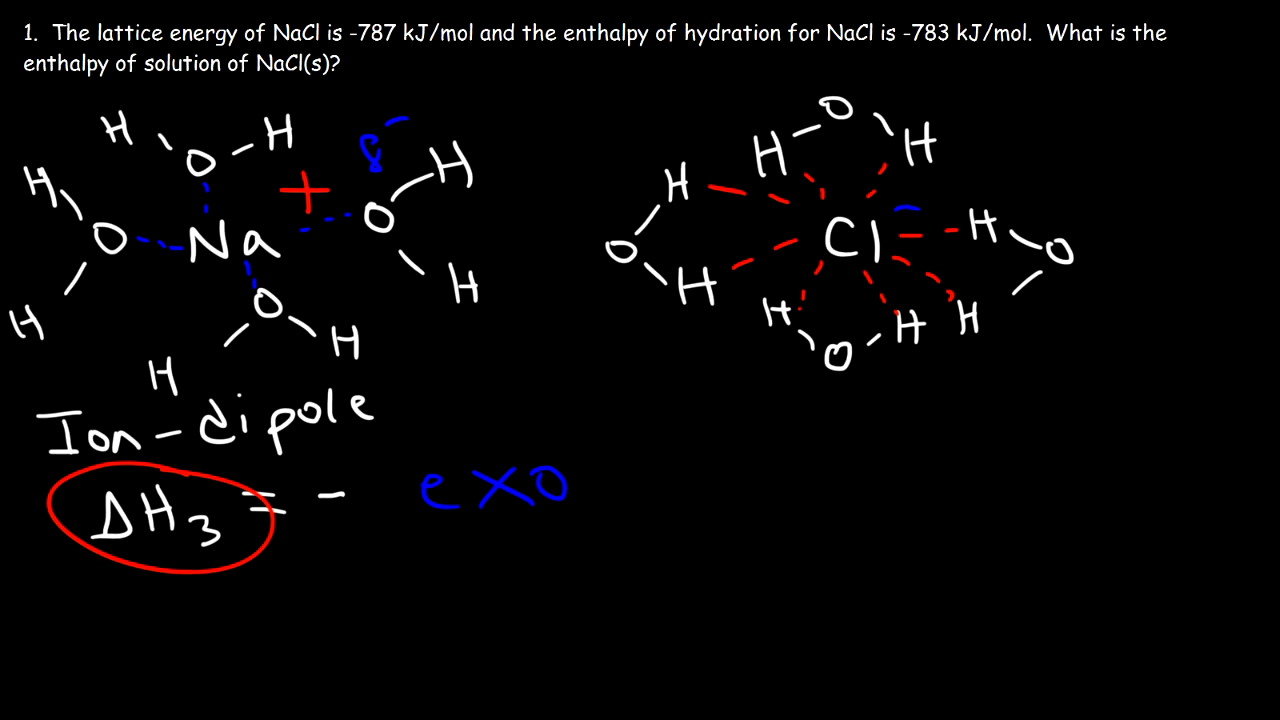 1. The lattice energy of NaCl is -787 kJ/mol and the enthalpy of hydration for NaCl is -783 kJ/mol. What is the
enthalpy of solution of NaCl(s)?
H O H δ-
H O Na + O H
H O H H
H
H O H
H Cl - H O
O H
H O H H
Ion-dipole
ΔH₃ = - exo